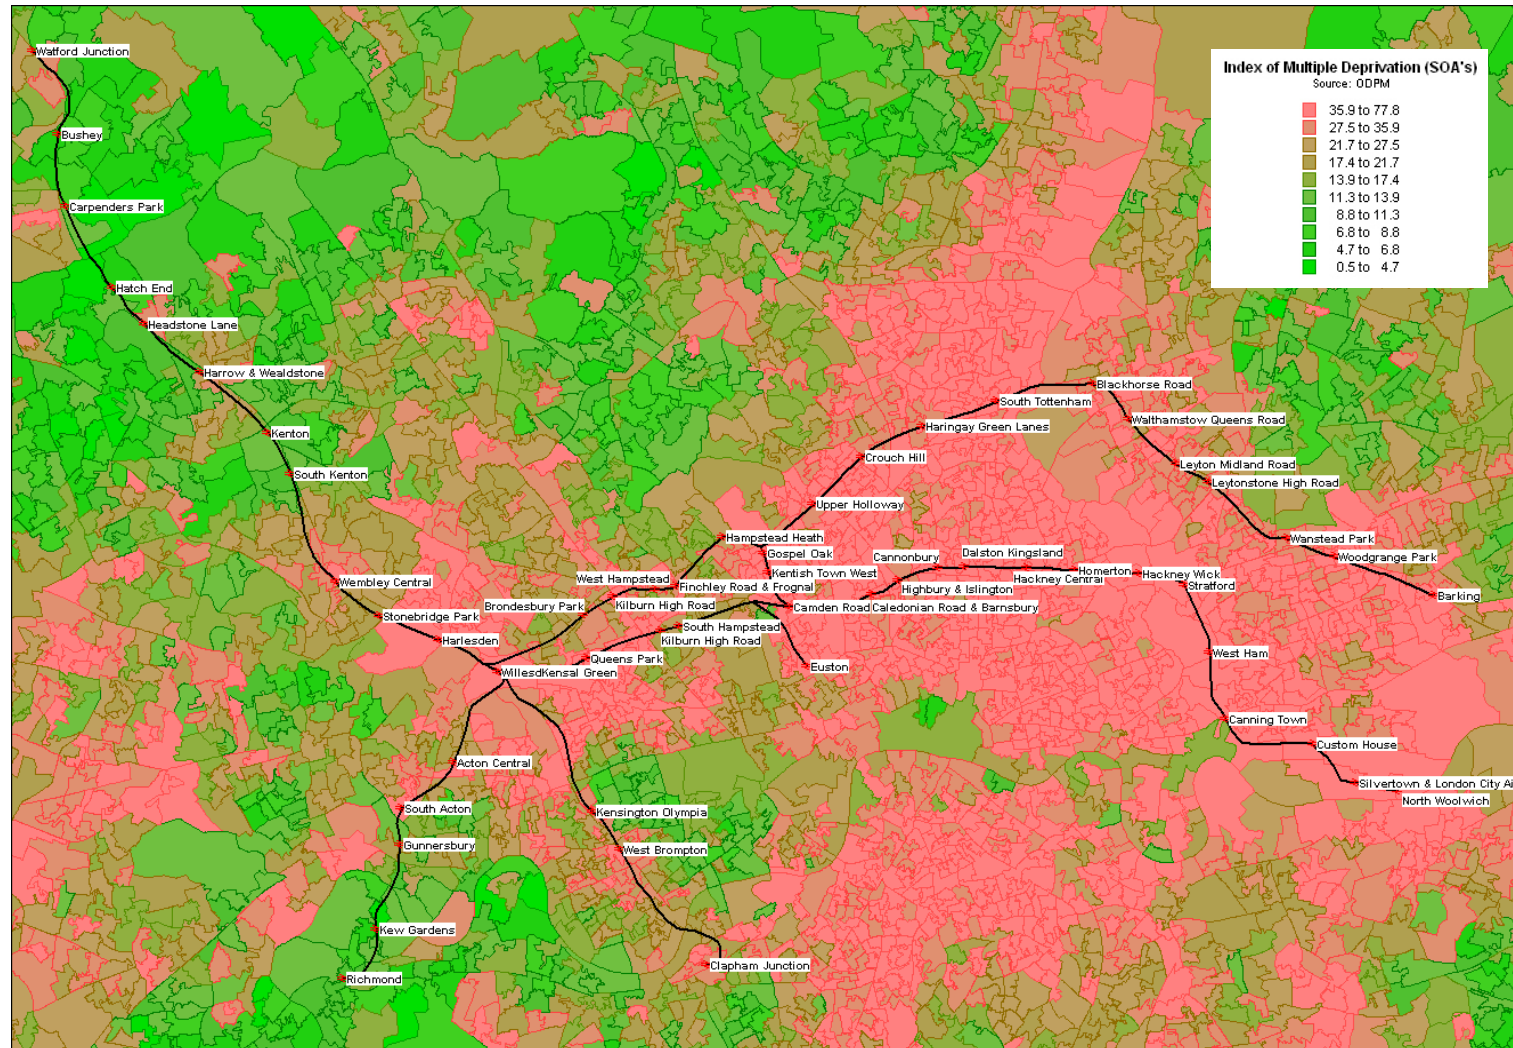 Index of Multiple Deprivation (SOA's)
Source: ODPM
35.9 to 77.8
27.5 to 35.9
21.7 to 27.5
17.4 to 21.7
13.9 to 17.4
11.3 to 13.9
8.8 to 11.3
6.8 to 8.8
4.7 to 6.8
0.5 to 4.7
Watford Junction
Bushey
Carpenders Park
Hatch End
Headstone Lane
Harrow & Wealdstone
Kenton
South Kenton
Wembley Central
Stonebridge Park
Harlesden
WillesdKensal Green
Queens Park
Kilburn High Road
South Hampstead
Euston
Brondesbury Park
Kilburn High Road
West Hampstead
Finchley Road & Frognal
Hampstead Heath
Gospel Oak
Kentish Town West
Camden Road
Caledonian Road & Barnsbury
Highbury & Islington
Cannonbury
Dalston Kingsland
Hackney Central
Homerton
Hackney Wick
Stratford
West Ham
Canning Town
Custom House
Silvertown & London City Ai
North Woolwich
Upper Holloway
Crouch Hill
Haringay Green Lanes
South Tottenham
Blackhorse Road
Walthamstow Queens Road
Leyton Midland Road
Leytonstone High Road
Wanstead Park
Woodgrange Park
Barking
Acton Central
South Acton
Gunnersbury
Kew Gardens
Richmond
Kensington Olympia
West Brompton
Clapham Junction